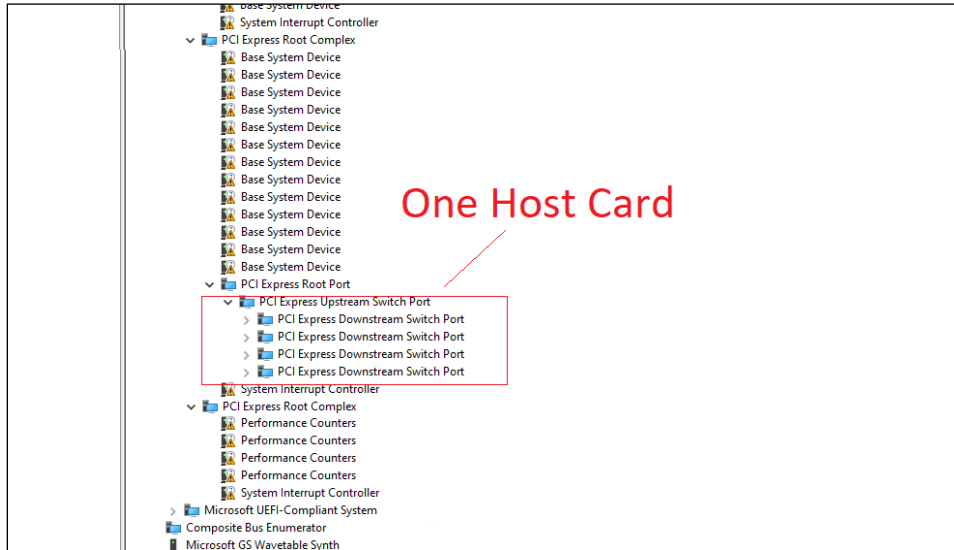 Base System Device
System Interrupt Controller
PCI Express Root Complex
Base System Device
Base System Device
Base System Device
Base System Device
Base System Device
Base System Device
Base System Device
Base System Device
Base System Device
One Host Card
Base System Device
Base System Device
Base System Device
Base System Device
PCI Express Root Port
PCI Express Upstream Switch Port
PCI Express Downstream Switch Port
PCI Express Downstream Switch Port
PCI Express Downstream Switch Port
PCI Express Downstream Switch Port
System Interrupt Controller
PCI Express Root Complex
Performance Counters
Performance Counters
Performance Counters
Performance Counters
System Interrupt Controller
Microsoft UEFI-Compliant System
Composite Bus Enumerator
Microsoft GS Wavetable Synth